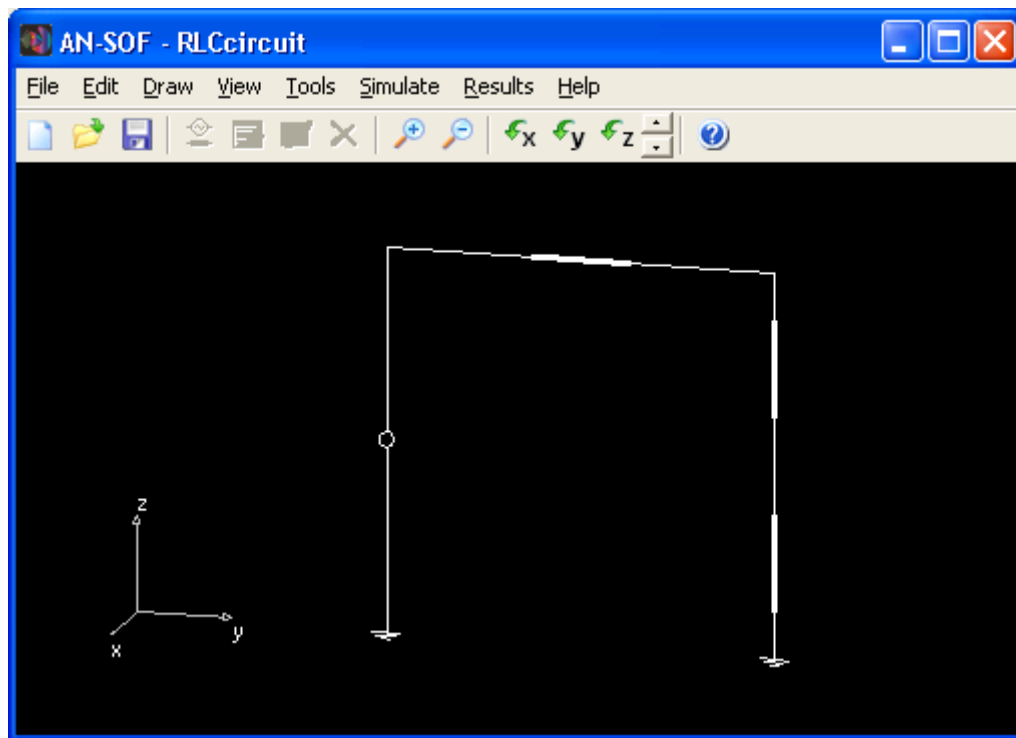 AN-SOF - RLCcircuit
File Edit Draw View Tools Simulate Results Help
x y z ?
z
y
x